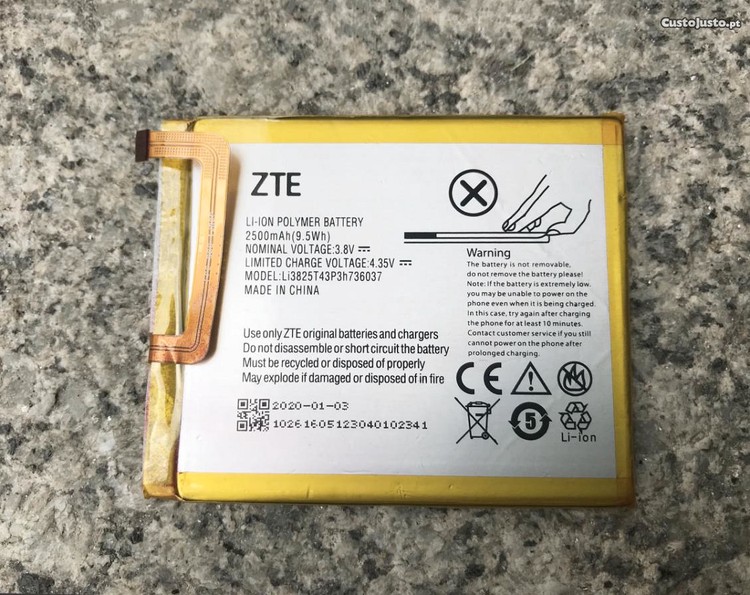 CustoJusto.pt
ZTE
LI-ION POLYMER BATTERY
2500mAh(9.5Wh)
NOMINAL VOLTAGE:3.8V
LIMITED CHARGE VOLTAGE:4.35V
MODEL:Li3825T43P3h736037
MADE IN CHINA
Warning
The battery is not removable,
do not remove the battery please!
Note: If the battery is extremely low,
you may be unable to power on the
phone even when it is being charged.
In this case, try again after charging
the phone for at least 10 minutes.
Contact customer service if you still
cannot power on the phone after
prolonged charging.
Use only ZTE original batteries and chargers
Do not disassemble or short circuit the battery
Must be recycled or disposed of properly
May explode if damaged or disposed of in fire
CE
2020-01-03
10261605123040102341
5
Li-ion